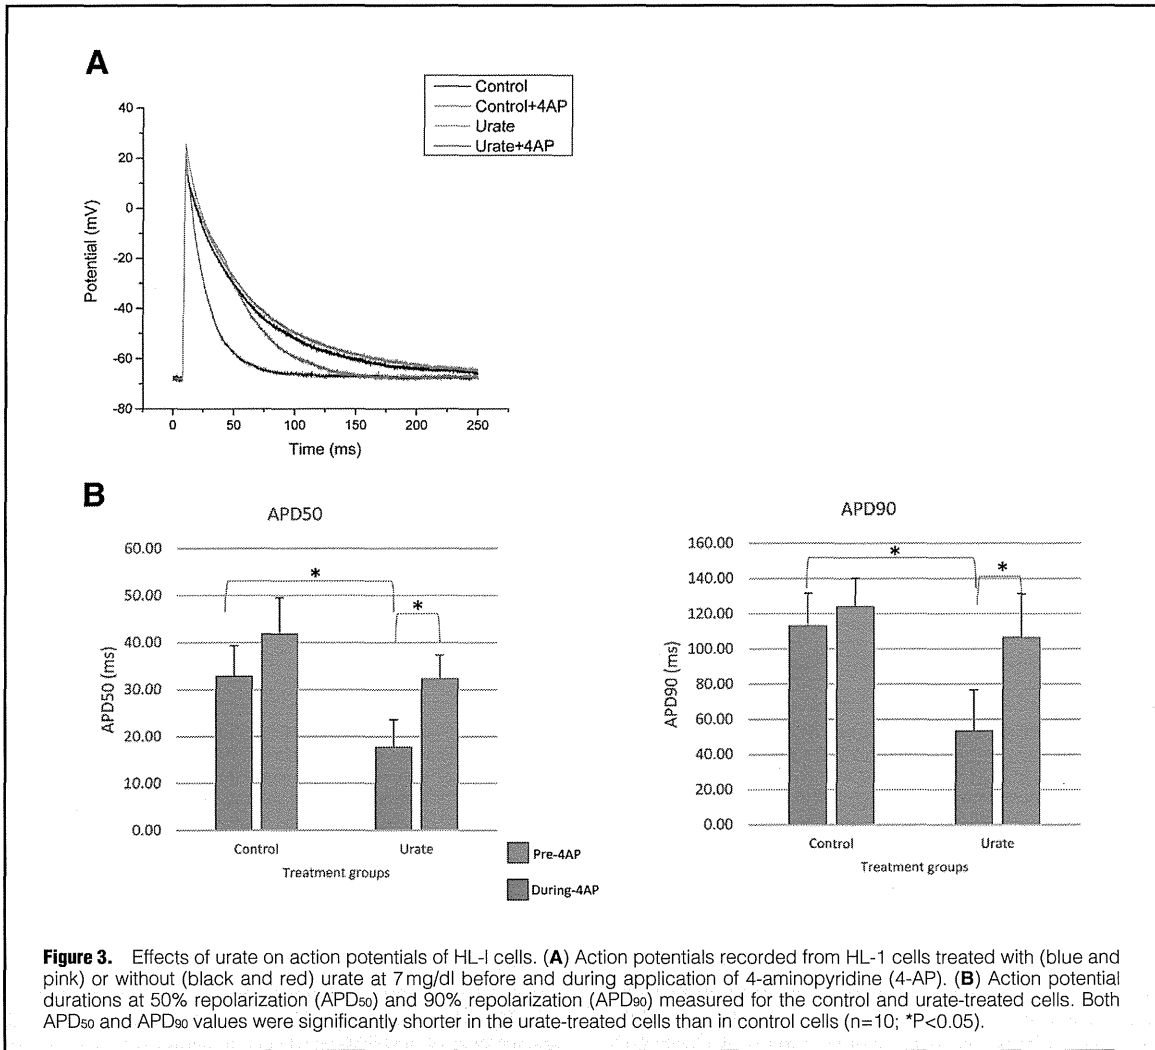 A
Control
Control+4AP
Urate
Urate+4AP
40
20
0
-20
-40
-60
-80
Potential (mV)
0 50 100 150 200 250
Time (ms)
B
APD50
60.00
50.00
40.00
30.00
20.00
10.00
0.00
APD50 (ms)
*
*
Control Urate
Treatment groups
Pre-4AP
During-4AP
APD90
160.00
140.00
120.00
100.00
80.00
60.00
40.00
20.00
0.00
APD90 (ms)
*
*
Control Urate
Treatment groups
Figure 3. Effects of urate on action potentials of HL-I cells. (A) Action potentials recorded from HL-1 cells treated with (blue and
pink) or without (black and red) urate at 7 mg/dl before and during application of 4-aminopyridine (4-AP). (B) Action potential
durations at 50% repolarization (APD50) and 90% repolarization (APD90) measured for the control and urate-treated cells. Both
APD50 and APD90 values were significantly shorter in the urate-treated cells than in control cells (n=10; *P<0.05).